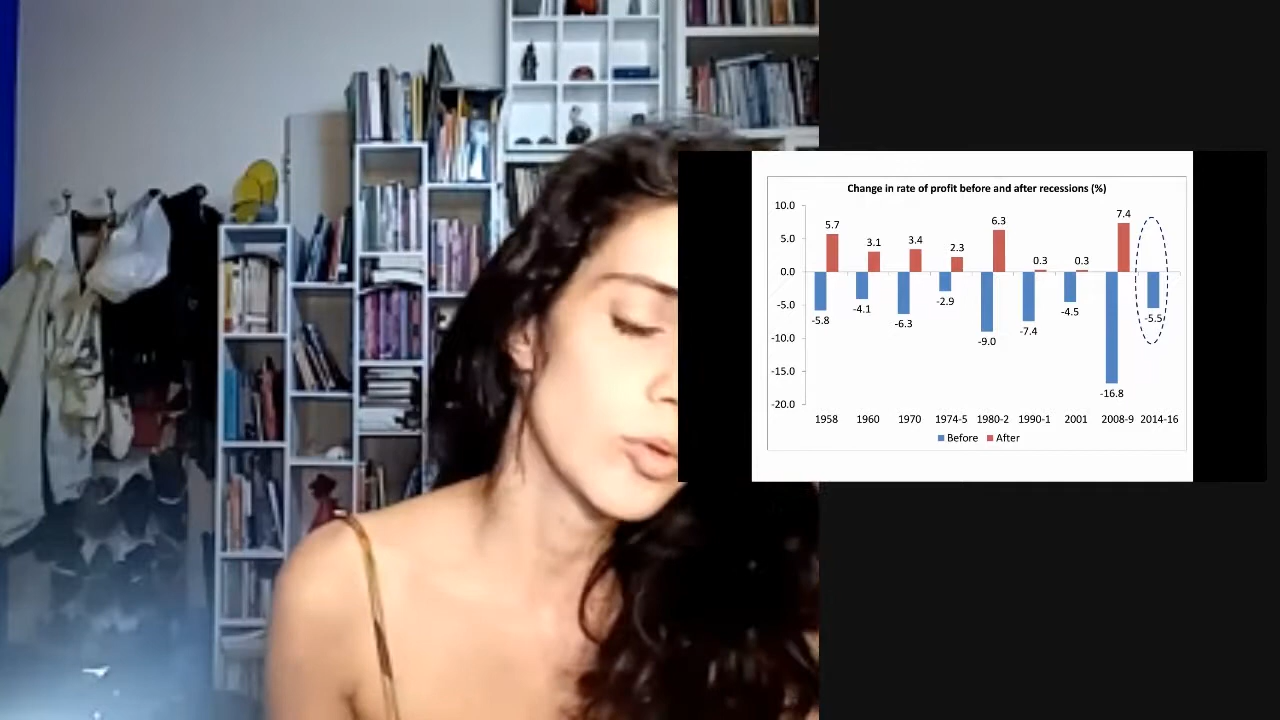 Change in rate of profit before and after recessions (%)
10.0
5.0
0.0
-5.0
-10.0
-15.0
-20.0
5.7 3.1 3.4 2.3 6.3 0.3 0.3 7.4
-5.8 -4.1 -6.3 -2.9 -9.0 -7.4 -4.5 -16.8 -5.5
1958 1960 1970 1974-5 1980-2 1990-1 2001 2008-9 2014-16
Before After